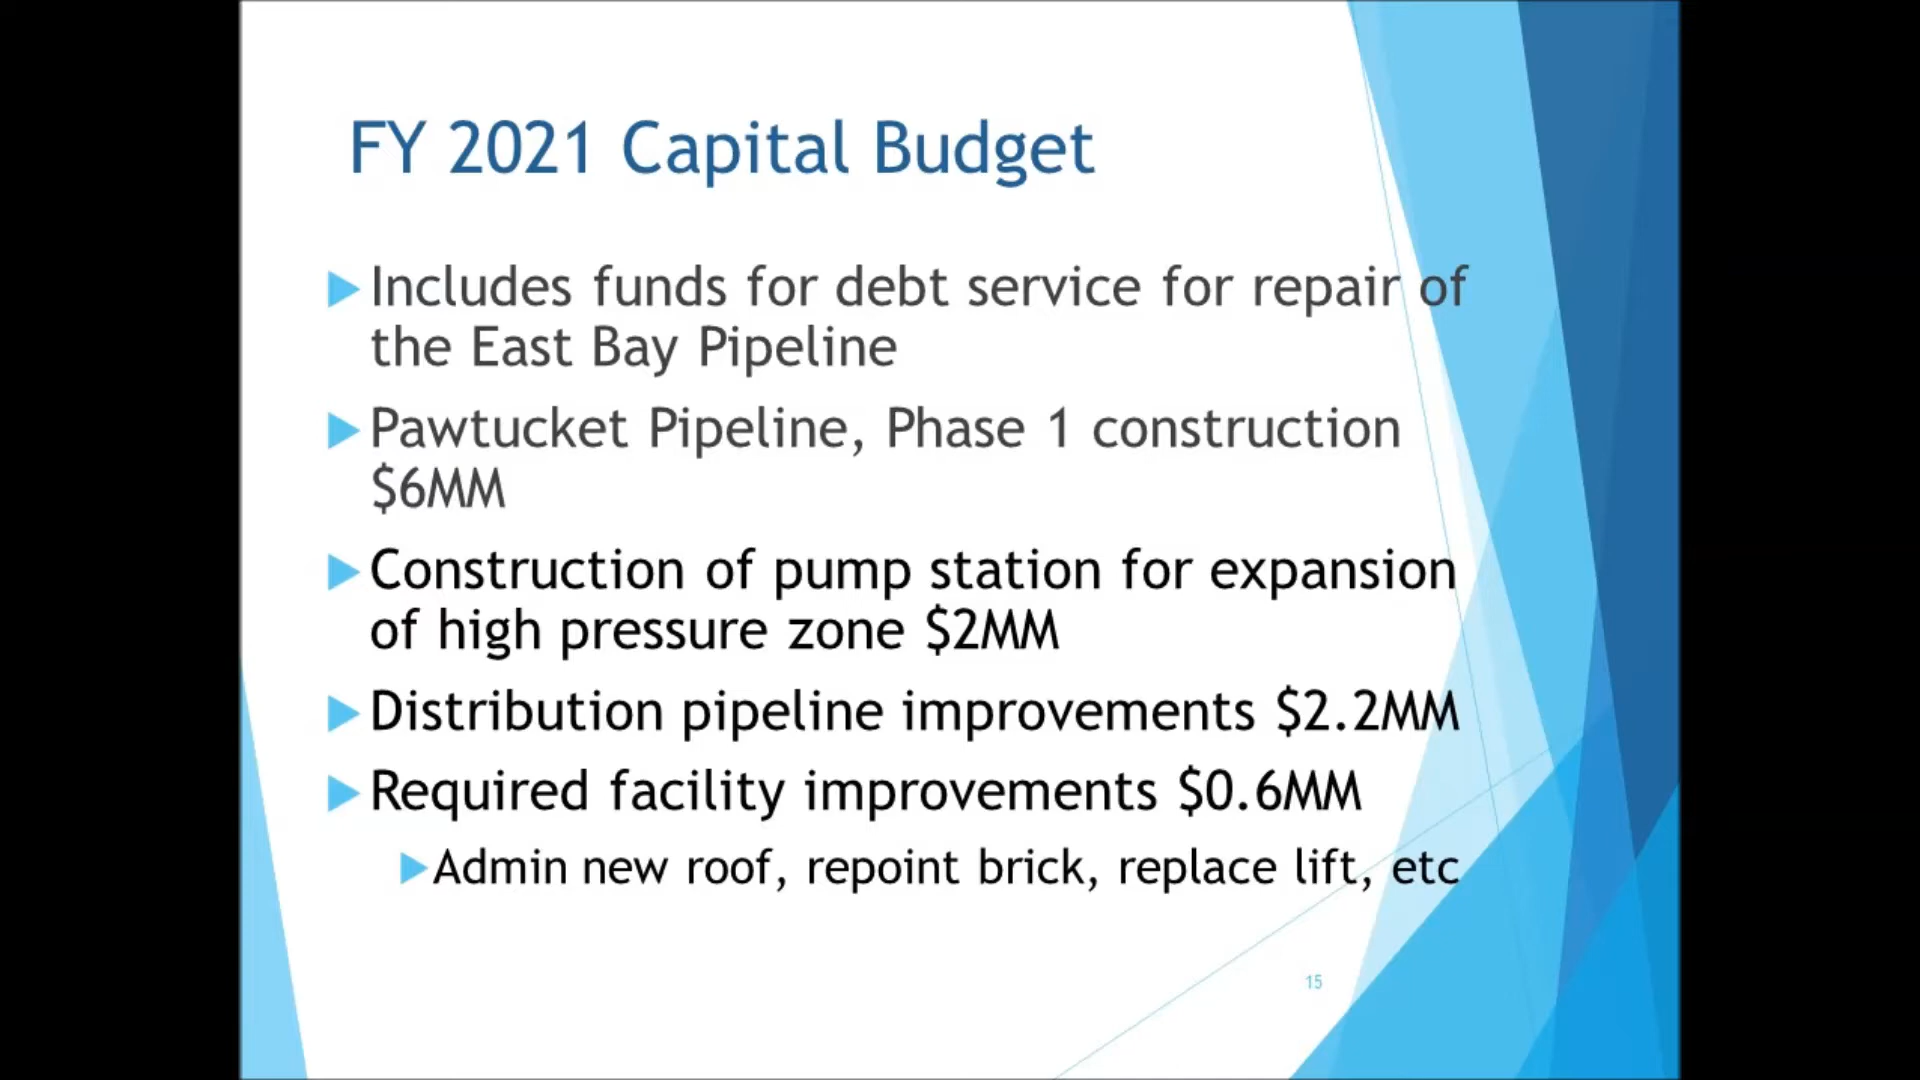 FY 2021 Capital Budget
Includes funds for debt service for repair of
the East Bay Pipeline
Pawtucket Pipeline, Phase 1 construction
$6MM
Construction of pump station for expansion
of high pressure zone $2MM
Distribution pipeline improvements $2.2MM
Required facility improvements $0.6MM
Admin new roof, repoint brick, replace lift, etc
15